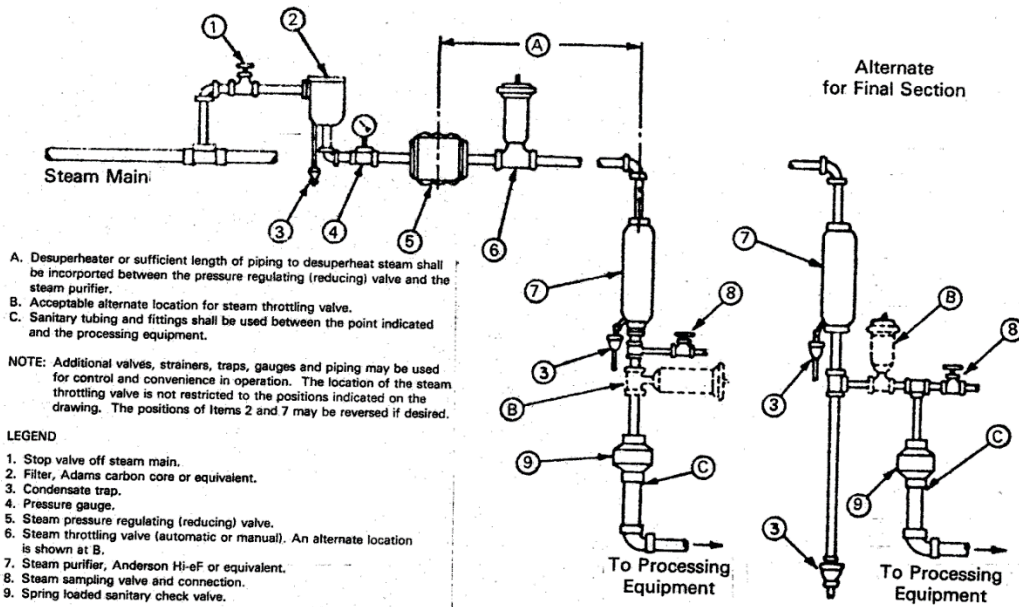 1
2
A
Alternate
for Final Section
Steam Main
3
4
5
6
7
8
3
B
9
C
To Processing
Equipment
7
B
8
3
C
9
3
To Processing
Equipment
A. Desuperheater or sufficient length of piping to desuperheat steam shall
be incorported between the pressure regulating (reducing) valve and the
steam purifier.
B. Acceptable alternate location for steam throttling valve.
C. Sanitary tubing and fittings shall be used between the point indicated
and the processing equipment.
NOTE: Additional valves, strainers, traps, gauges and piping may be used
for control and convenience in operation. The location of the steam
throttling valve is not restricted to the positions indicated on the
drawing. The positions of Items 2 and 7 may be reversed if desired.
LEGEND
1. Stop valve off steam main.
2. Filter, Adams carbon core or equivalent.
3. Condensate trap.
4. Pressure gauge.
5. Steam pressure regulating (reducing) valve.
6. Steam throttling valve (automatic or manual). An alternate location
is shown at B.
7. Steam purifier, Anderson Hi-eF or equivalent.
8. Steam sampling valve and connection.
9. Spring loaded sanitary check valve.